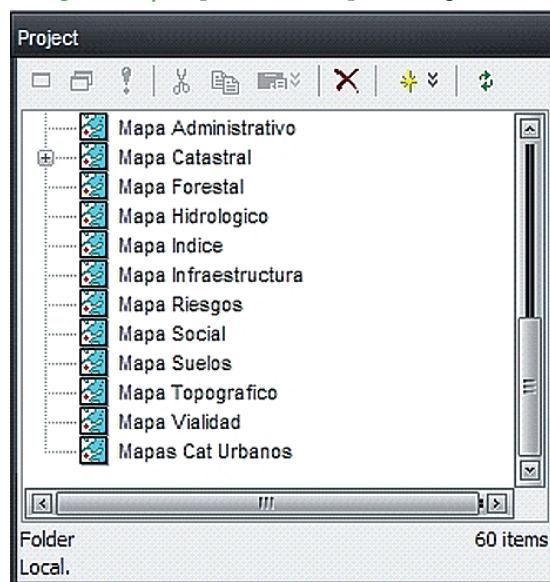 Project
Mapa Administrativo
Mapa Catastral
Mapa Forestal
Mapa Hidrologico
Mapa Indice
Mapa Infraestructura
Mapa Riesgos
Mapa Social
Mapa Suelos
Mapa Topografico
Mapa Vialidad
Mapas Cat Urbanos
Folder 60 items
Local.